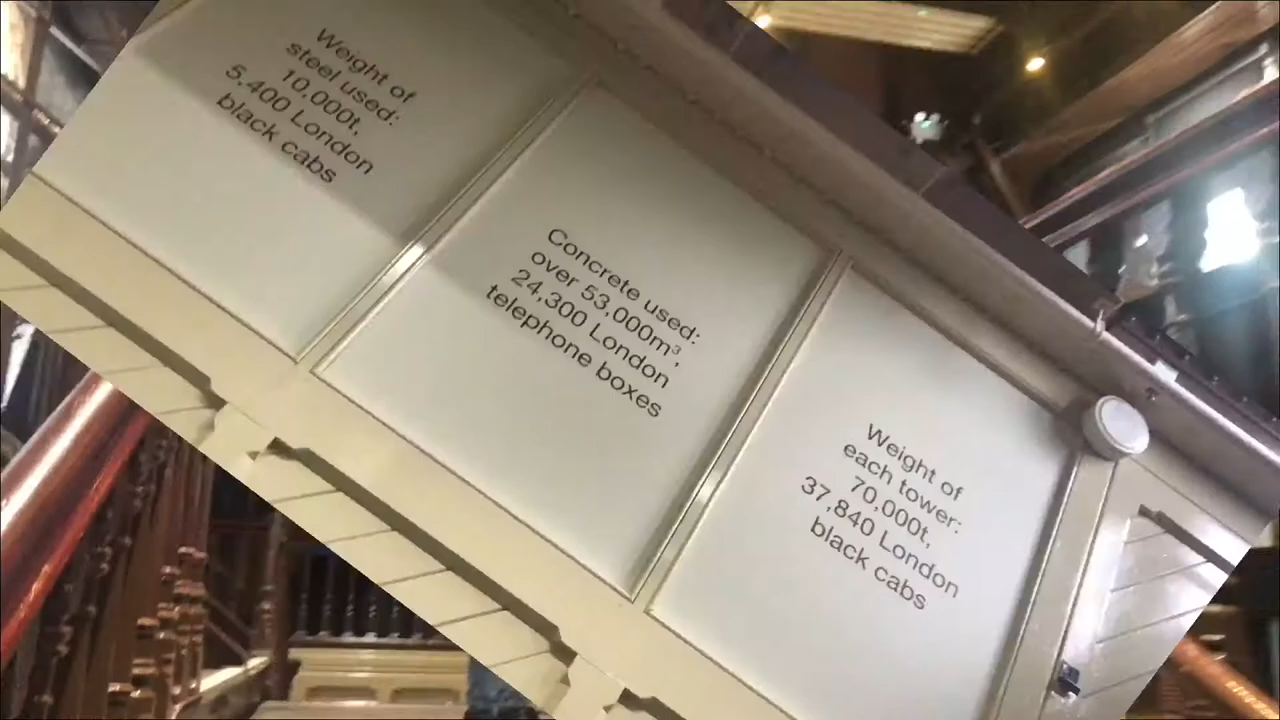 Weight of
steel used:
10,000t,
5,400 London
black cabs
Concrete used:
over 53,000m³,
24,300 London
telephone boxes
Weight of
each tower:
70,000t,
37,840 London
black cabs